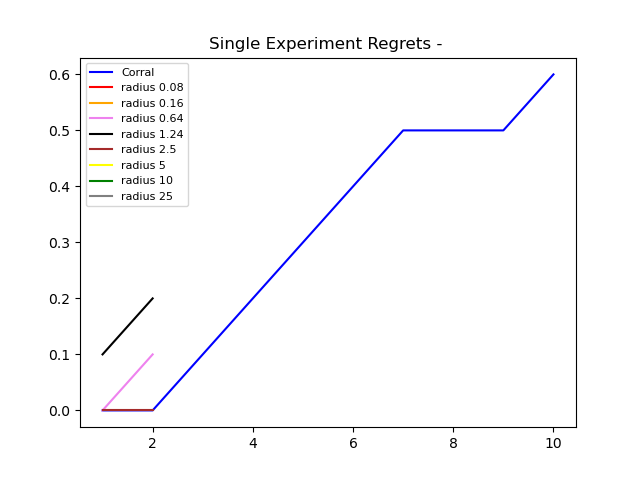 Single Experiment Regrets -
Corral
radius 0.08
radius 0.16
radius 0.64
radius 1.24
radius 2.5
radius 5
radius 10
radius 25
0.6
0.5
0.4
0.3
0.2
0.1
0.0
2 4 6 8 10